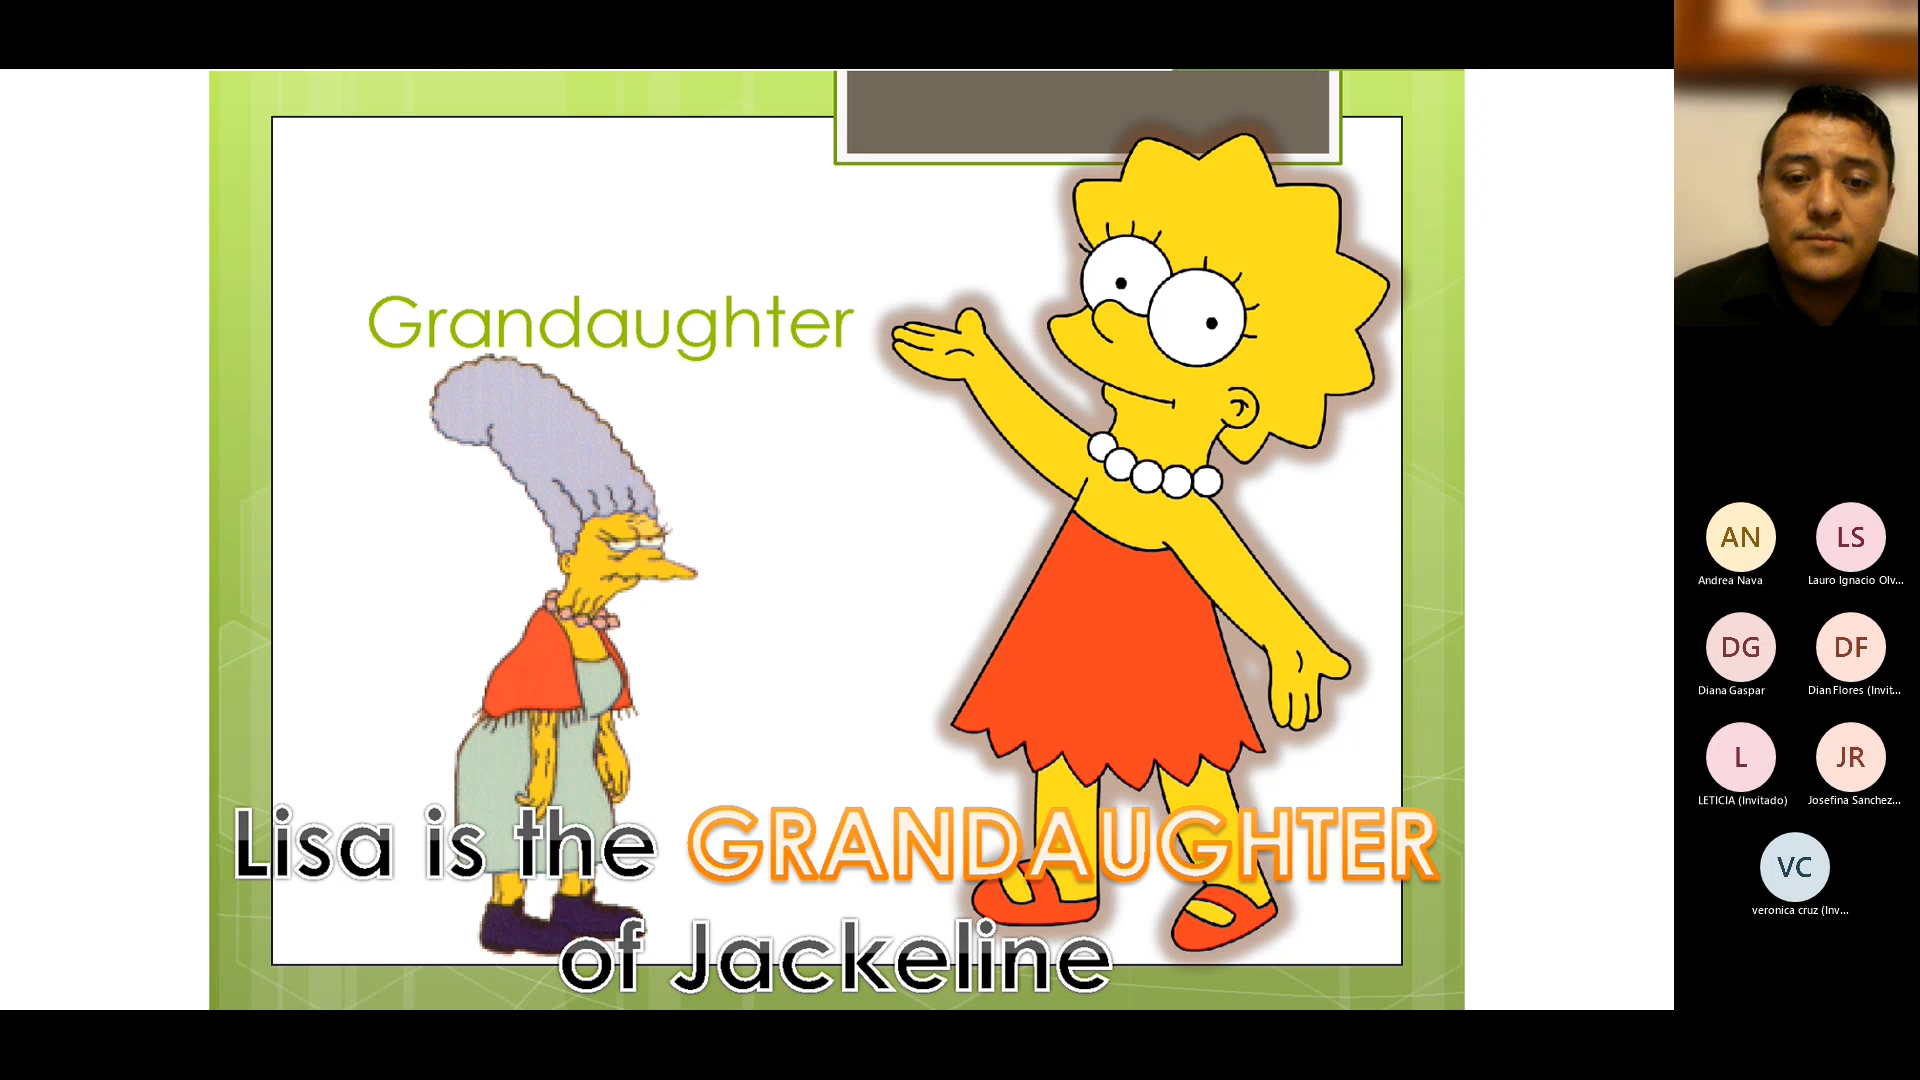 Grandaughter
Lisa is the GRANDAUGHTER
of Jackeline
AN
LS
Andrea Nava
Lauro Ignacio Olv...
DG
DF
Diana Gaspar
Dian Flores (Invit...
L
JR
LETICIA (Invitado)
Josefina Sanchez...
VC
veronica cruz (Inv...